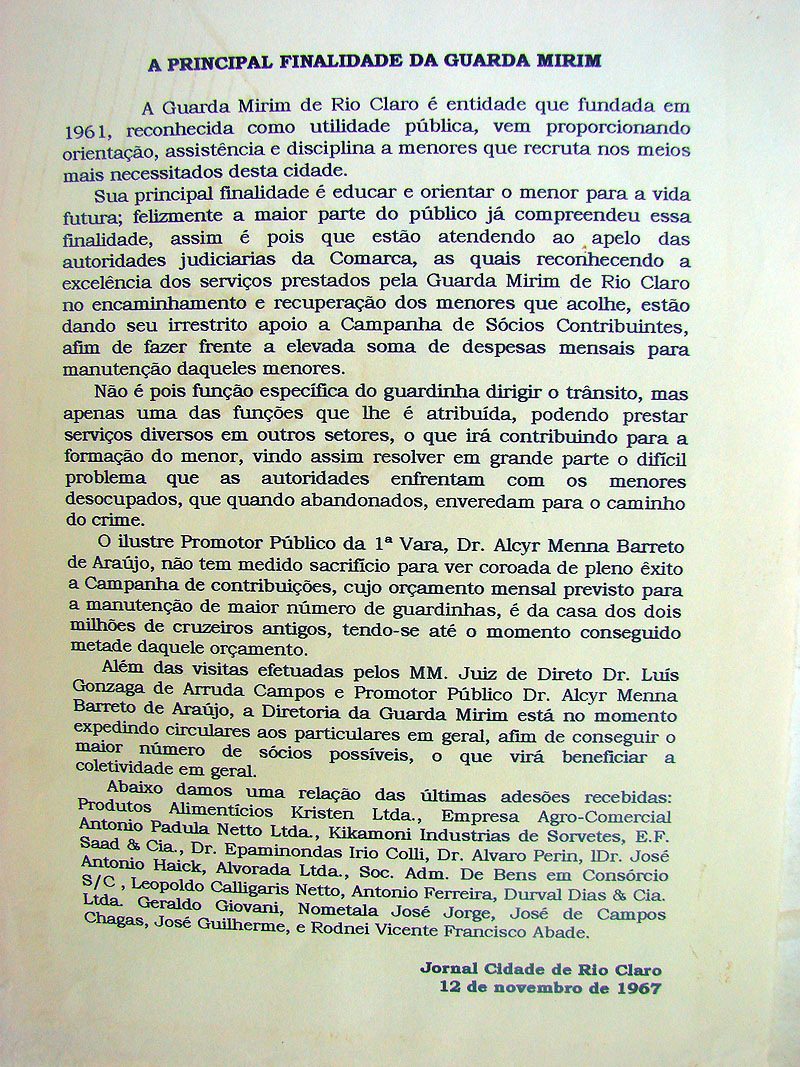 A PRINCIPAL FINALIDADE DA GUARDA MIRIM
A Guarda Mirim de Rio Claro é entidade que fundada em
1961, reconhecida como utilidade pública, vem proporcionando
orientação, assistência e disciplina a menores que recruta nos meios
mais necessitados desta cidade.
Sua principal finalidade é educar e orientar o menor para a vida
futura; felizmente a maior parte do público já compreendeu essa
finalidade, assim é pois que estão atendendo ao apelo das
autoridades judiciarias da Comarca, as quais reconhecendo a
excelência dos serviços prestados pela Guarda Mirim de Rio Claro
no encaminhamento e recuperação dos menores que acolhe, estão
dando seu irrestrito apoio a Campanha de Sócios Contribuintes,
afim de fazer frente a elevada soma de despesas mensais para
manutenção daqueles menores.
Não é pois função específica do guardinha dirigir o trânsito, mas
apenas uma das funções que lhe é atribuída, podendo prestar
serviços diversos em outros setores, o que irá contribuindo para a
formação do menor, vindo assim resolver em grande parte o difícil
problema que as autoridades enfrentam com os menores
desocupados, que quando abandonados, enveredam para o caminho
do crime.
O ilustre Promotor Público da 1ª Vara, Dr. Alcyr Menna Barreto
de Araújo, não tem medido sacrifício para ver coroada de pleno êxito
a Campanha de contribuições, cujo orçamento mensal previsto para
a manutenção de maior número de guardinhas, é da casa dos dois
milhões de cruzeiros antigos, tendo-se até o momento conseguido
metade daquele orçamento.
Além das visitas efetuadas pelos MM. Juiz de Direto Dr. Luís
Gonzaga de Arruda Campos e Promotor Público Dr. Alcyr Menna
Barreto de Araújo, a Diretoria da Guarda Mirim está no momento
expedindo circulares aos particulares em geral, afim de conseguir o
maior número de sócios possíveis, o que virá beneficiar a
coletividade em geral.
Abaixo damos uma relação das últimas adesões recebidas:
Produtos Alimentícios Kristen Ltda., Empresa Agro-Comercial
Antonio Padula Netto Ltda., Kikamoni Industrias de Sorvetes, E.F.
Saad & Cia., Dr. Epaminondas Irio Colli, Dr. Alvaro Perin, lDr. José
Antonio Haick, Alvorada Ltda., Soc. Adm. De Bens em Consórcio
S/C , Leopoldo Calligaris Netto, Antonio Ferreira, Durval Dias & Cia.
Ltda. Geraldo Giovani, Nometala José Jorge, José de Campos
Chagas, José Guilherme, e Rodnei Vicente Francisco Abade.
Jornal Cidade de Rio Claro
12 de novembro de 1967